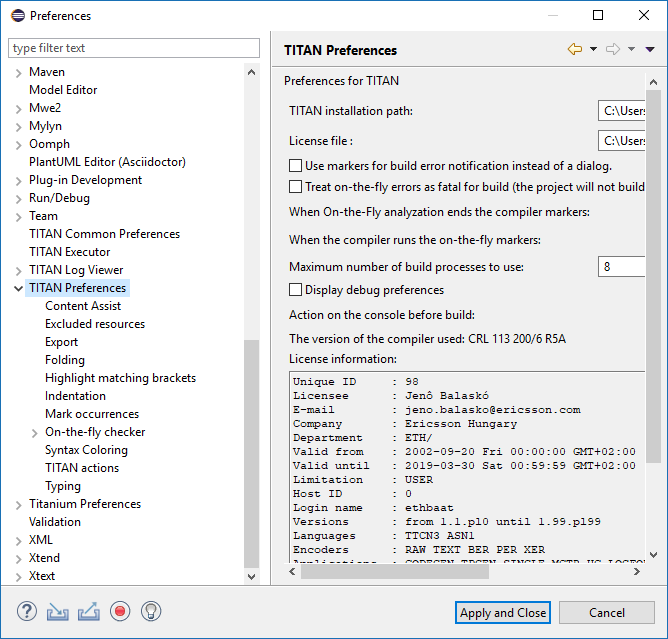 Preferences
type filter text
Maven
Model Editor
Mwe2
Mylyn
Oomph
PlantUML Editor (Asciidoctor)
Plug-in Development
Run/Debug
Team
TITAN Common Preferences
TITAN Executor
TITAN Log Viewer
TITAN Preferences
Content Assist
Excluded resources
Export
Folding
Highlight matching brackets
Indentation
Mark occurrences
On-the-fly checker
Syntax Coloring
TITAN actions
Typing
Titanium Preferences
Validation
XML
Xtend
Xtext
TITAN Preferences
Preferences for TITAN
TITAN installation path: C:\Users
License file : C:\Users
Use markers for build error notification instead of a dialog.
Treat on-the-fly errors as fatal for build (the project will not build
When On-the-Fly analyzation ends the compiler markers:
When the compiler runs the on-the-fly markers:
Maximum number of build processes to use: 8
Display debug preferences
Action on the console before build:
The version of the compiler used: CRL 113 200/6 R5A
License information:
Unique ID : 98
Licensee : Jenô Balaskó
E-mail : jeno.balasko@ericsson.com
Company : Ericsson Hungary
Department : ETH/
Valid from : 2002-09-20 Fri 00:00:00 GMT+02:00
Valid until : 2019-03-30 Sat 00:59:59 GMT+02:00
Limitation : USER
Host ID : 0
Login name : ethbaat
Versions : from 1.1.pl0 until 1.99.pl99
Languages : TTCN3 ASN1
Encoders : RAW TEXT BER PER XER
Applications : CODEGEN TPGEN SINGLE MCTR HC LOGFOR
Apply and Close
Cancel